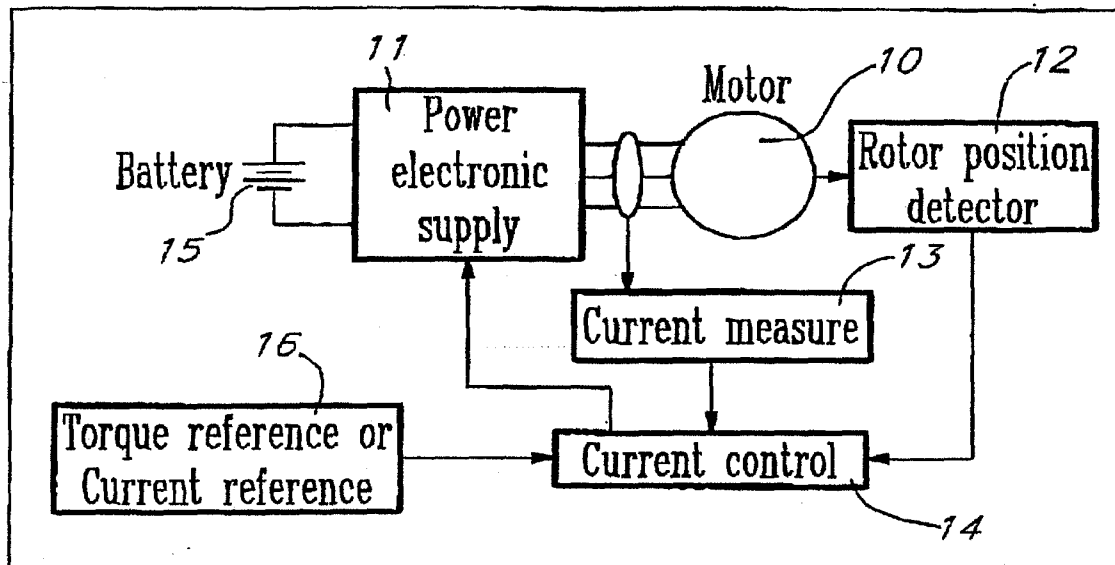 11
Power
electronic
supply
Battery
15
Motor
10
12
Rotor position
detector
13
Current measure
16
Torque reference or
Current reference
Current control
14